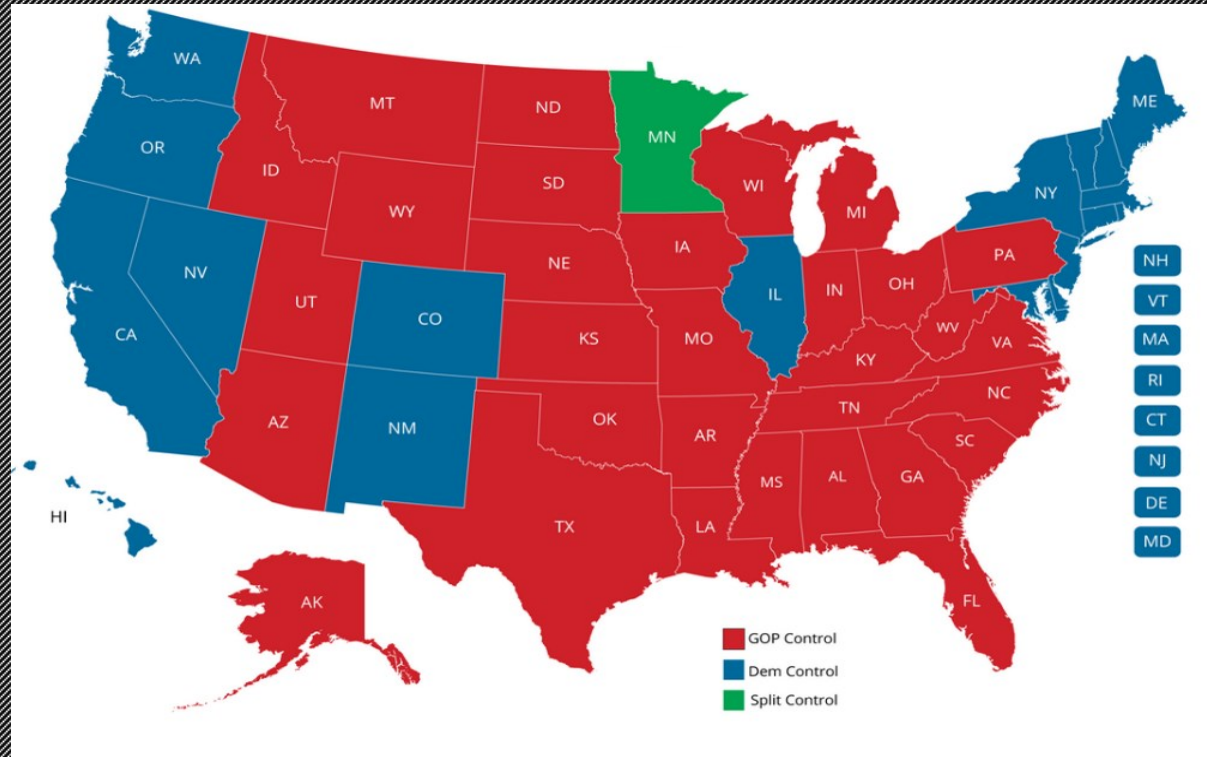 WA
ME
MT
ND
MN
OR
ID
SD
WI
NY
MI
WY
IA
PA
NE
NH
NV
UT
IL
IN
OH
VT
CO
WV
CA
KS
MO
VA
MA
KY
RI
NC
TN
AZ
NM
OK
AR
CT
SC
MS
AL
GA
NJ
HI
TX
LA
DE
MD
AK
FL
GOP Control
Dem Control
Split Control